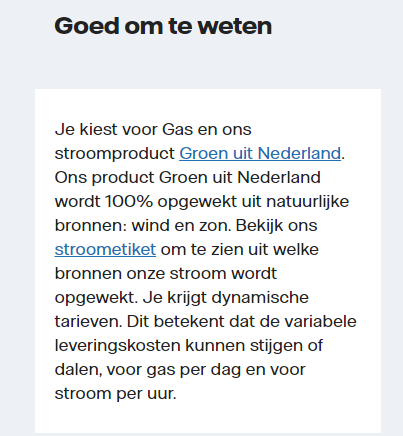 Goed om te weten
Je kiest voor Gas en ons
stroomproduct Groen uit Nederland.
Ons product Groen uit Nederland
wordt 100% opgewekt uit natuurlijke
bronnen: wind en zon. Bekijk ons
stroometiket om te zien uit welke
bronnen onze stroom wordt
opgewekt. Je krijgt dynamische
tarieven. Dit betekent dat de variabele
leveringskosten kunnen stijgen of
dalen, voor gas per dag en voor
stroom per uur.